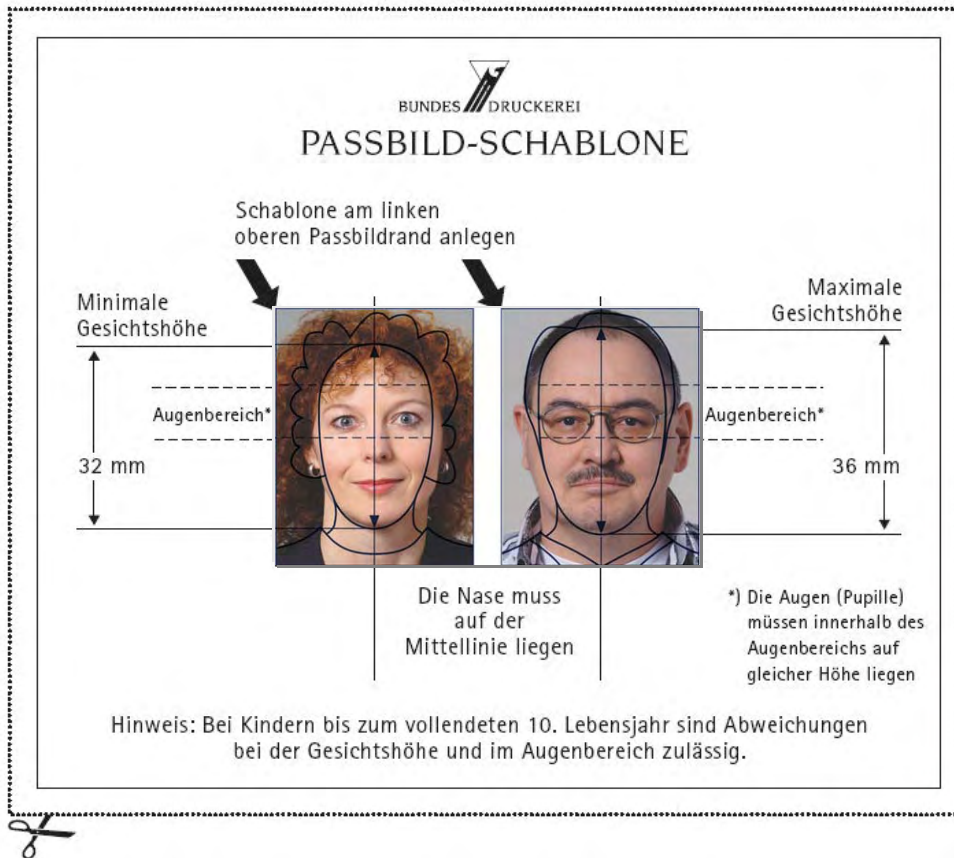 BUNDES DRUCKEREI
PASSBILD-SCHABLONE
Schablone am linken
oberen Passbildrand anlegen
Minimale
Gesichtshöhe
Maximale
Gesichtshöhe
Augenbereich*
Augenbereich*
32 mm
36 mm
Die Nase muss
auf der
Mittellinie liegen
*) Die Augen (Pupille)
müssen innerhalb des
Augenbereichs auf
gleicher Höhe liegen
Hinweis: Bei Kindern bis zum vollendeten 10. Lebensjahr sind Abweichungen
bei der Gesichtshöhe und im Augenbereich zulässig.